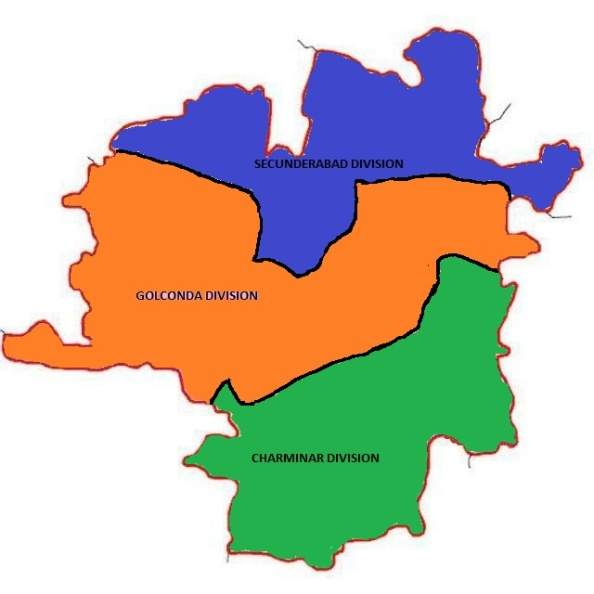 SECUNDERABAD DIVISION
GOLCONDA DIVISION
CHARMINAR DIVISION